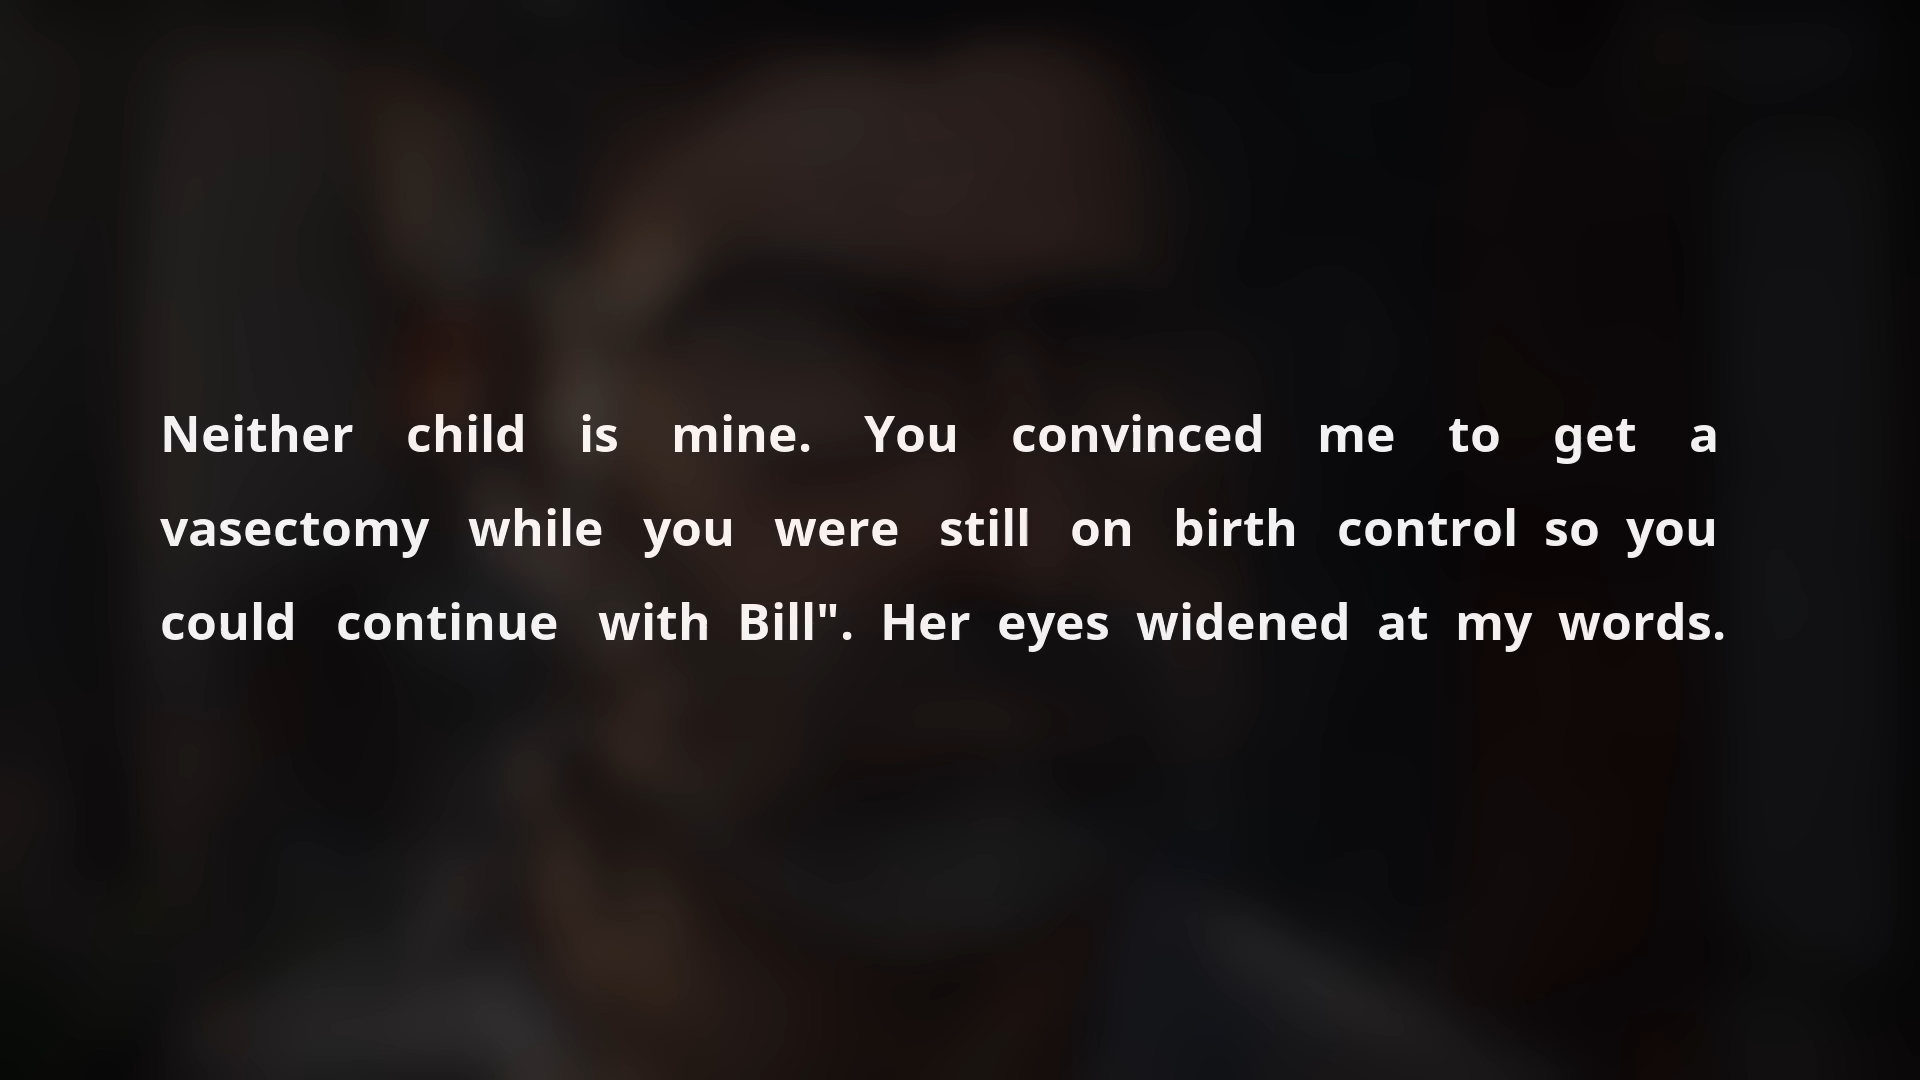 Neither child is mine. You convinced me to get a
vasectomy while you were still on birth control so you
could continue with Bill". Her eyes widened at my words.